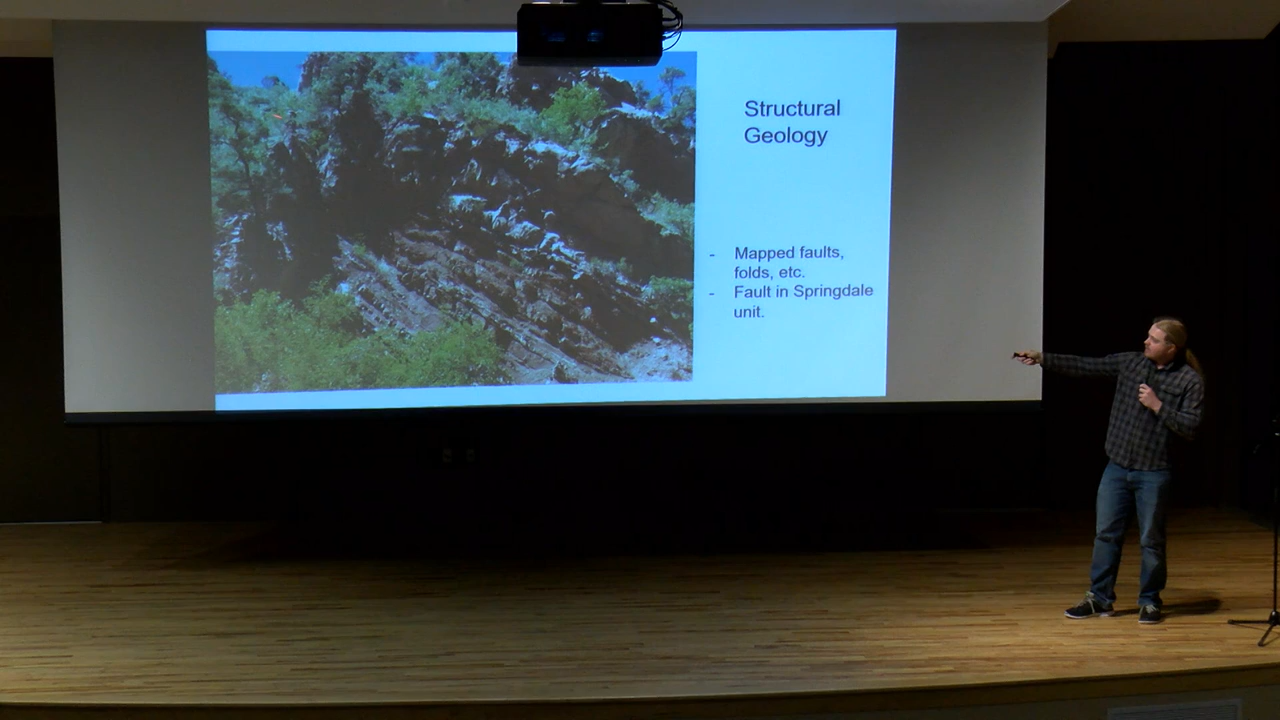 Structural
Geology
- Mapped faults,
folds, etc.
- Fault in Springdale
unit.